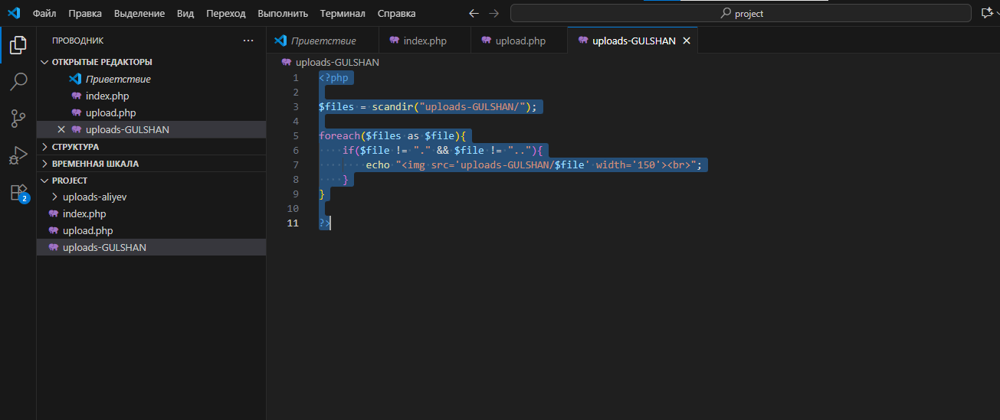 Файл Правка Выделение Вид Переход Выполнить Терминал Справка project
ПРОВОДНИК
ОТКРЫТЫЕ РЕДАКТОРЫ
Приветствие
index.php
upload.php
uploads-GULSHAN
СТРУКТУРА
ВРЕМЕННАЯ ШКАЛА
PROJECT
uploads-aliyev
index.php
upload.php
uploads-GULSHAN
2
Приветствие index.php upload.php uploads-GULSHAN
uploads-GULSHAN
1 <?php
2
3 $files = scandir("uploads-GULSHAN/");
4
5 foreach($files as $file){
6     if($file != "." && $file != ".."){
7         echo "<img src='uploads-GULSHAN/$file' width='150'><br>";
8     }
9 }
10
11 ?>